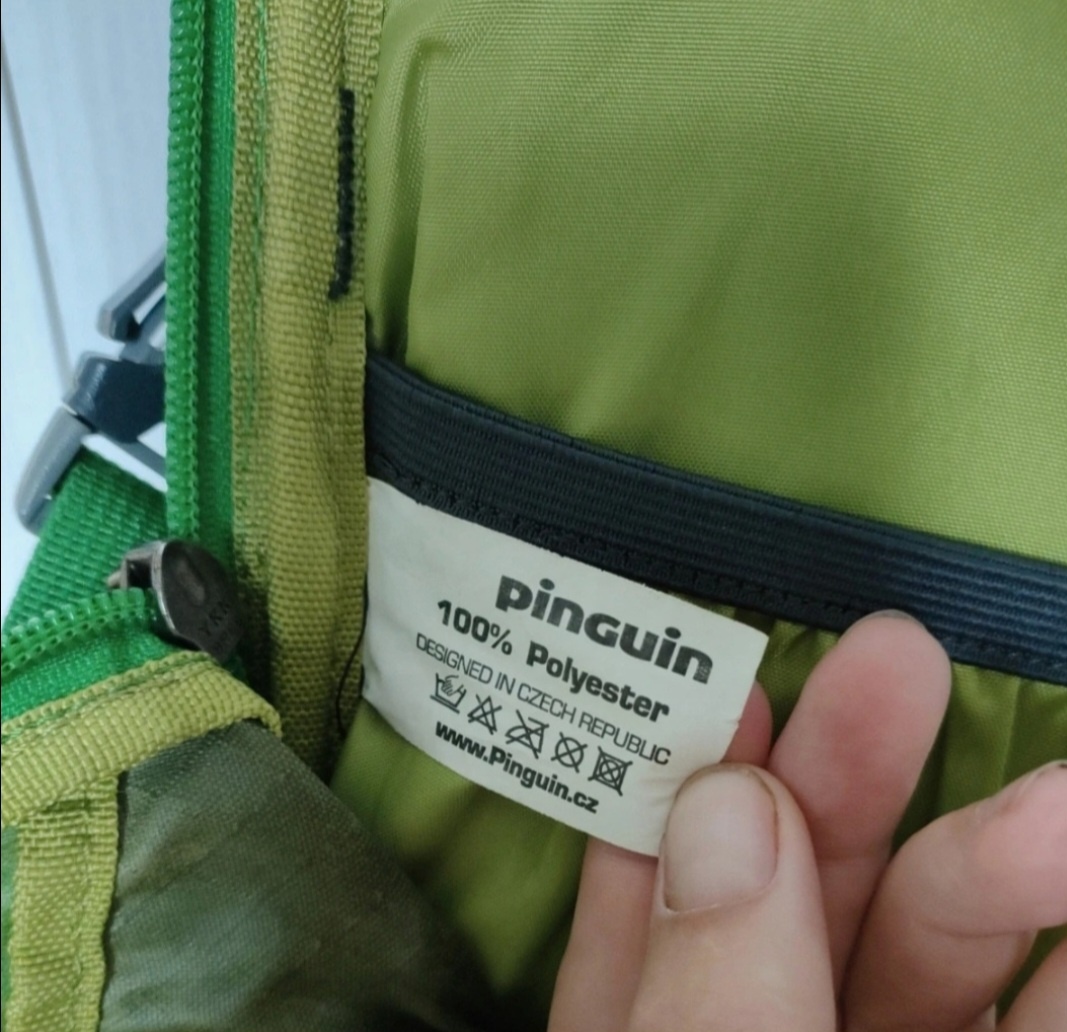 pinguin
100% Polyester
DESIGNED IN CZECH REPUBLIC
www.Pinguin.cz